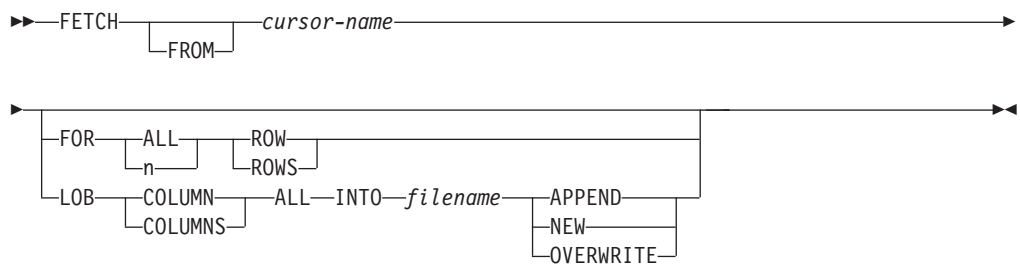 FETCH cursor-name
FROM
FOR ALL ROW
n ROWS
LOB COLUMN ALL INTO filename APPEND
COLUMNS NEW
OVERWRITE